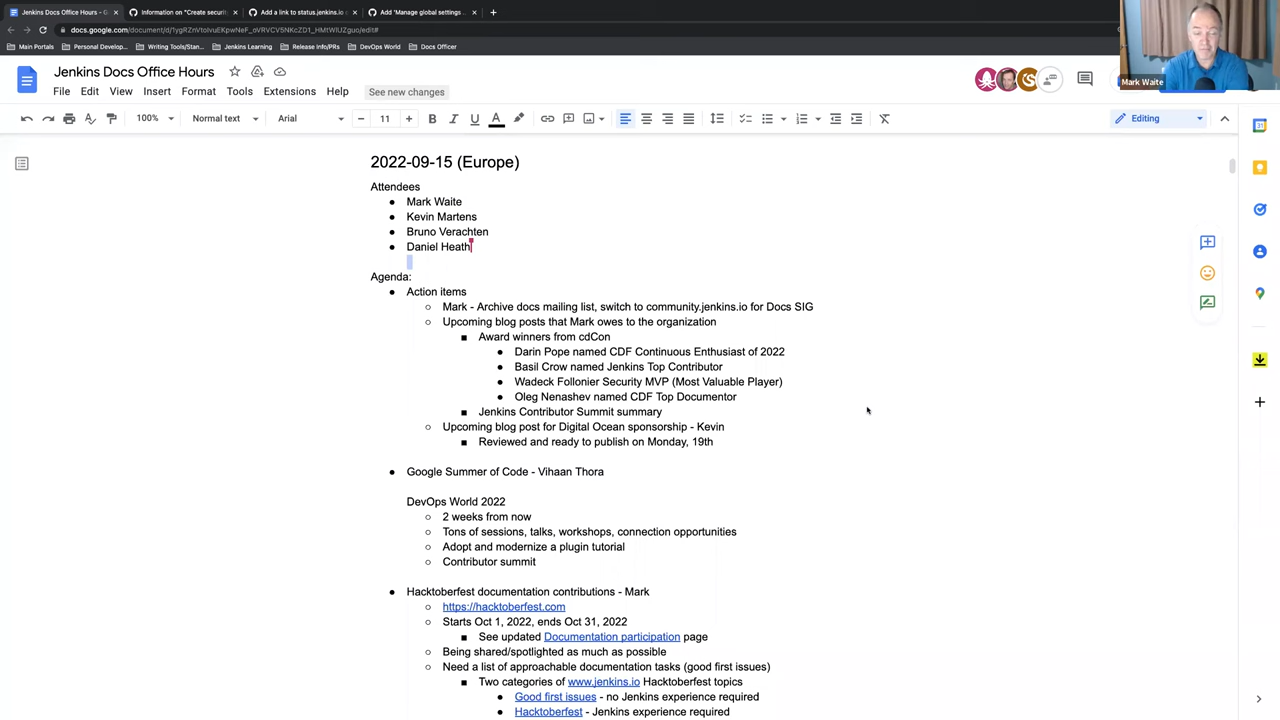 Jenkins Docs Office Hours - G
Information on "Create securit
Add a link to status.jenkins.io
Add 'Manage global settings
docs.google.com/document/d/
Main Portals
Personal Develop...
Writing Tools/Stan...
Jenkins Learning
Release Info/PRs
DevOps World
Docs Officer
Jenkins Docs Office Hours
File Edit View Insert Format Tools Extensions Help See new changes
100% Normal text Arial 11 Editing
Mark Waite
2022-09-15 (Europe)
Attendees
● Mark Waite
● Kevin Martens
● Bruno Verachten
● Daniel Heath
Agenda:
● Action items
○ Mark - Archive docs mailing list, switch to community.jenkins.io for Docs SIG
○ Upcoming blog posts that Mark owes to the organization
■ Award winners from cdCon
● Darin Pope named CDF Continuous Enthusiast of 2022
● Basil Crow named Jenkins Top Contributor
● Wadeck Follonier Security MVP (Most Valuable Player)
● Oleg Nenashev named CDF Top Documentor
■ Jenkins Contributor Summit summary
○ Upcoming blog post for Digital Ocean sponsorship - Kevin
■ Reviewed and ready to publish on Monday, 19th
● Google Summer of Code - Vihaan Thora
DevOps World 2022
○ 2 weeks from now
○ Tons of sessions, talks, workshops, connection opportunities
○ Adopt and modernize a plugin tutorial
○ Contributor summit
● Hacktoberfest documentation contributions - Mark
○ https://hacktoberfest.com
○ Starts Oct 1, 2022, ends Oct 31, 2022
■ See updated Documentation participation page
○ Being shared/spotlighted as much as possible
○ Need a list of approachable documentation tasks (good first issues)
■ Two categories of www.jenkins.io Hacktoberfest topics
● Good first issues - no Jenkins experience required
● Hacktoberfest - Jenkins experience required